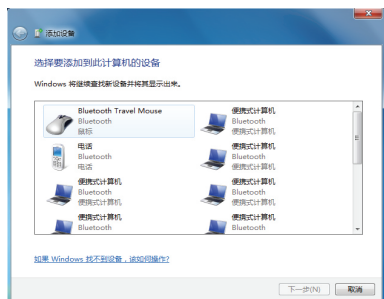 添加设备
选择要添加到此计算机的设备
Windows 将继续查找新设备并将其显示出来。
Bluetooth Travel Mouse
Bluetooth
鼠标
便携式计算机
Bluetooth
便携式计算机
电话
Bluetooth
电话
便携式计算机
Bluetooth
便携式计算机
便携式计算机
Bluetooth
便携式计算机
便携式计算机
Bluetooth
便携式计算机
便携式计算机
Bluetooth
便携式计算机
Bluetooth
如果 Windows 找不到设备，该如何操作?
下一步(N)
取消